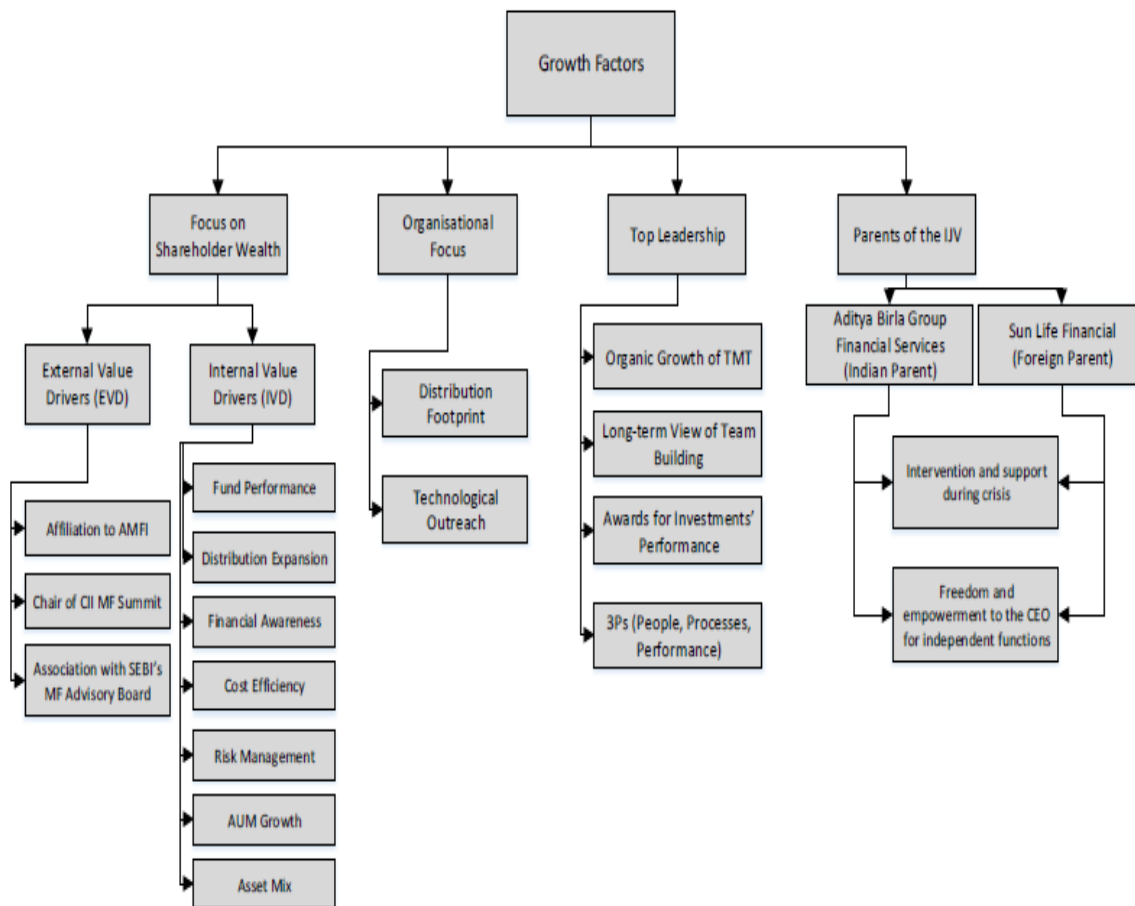 Growth Factors
Focus on
Shareholder Wealth
Organisational
Focus
Top Leadership
Parents of the IJV
External Value
Drivers (EVD)
Internal Value
Drivers (IVD)
Affiliation to AMFI
Chair of CII MF Summit
Association with SEBI's
MF Advisory Board
Fund Performance
Distribution Expansion
Financial Awareness
Cost Efficiency
Risk Management
AUM Growth
Asset Mix
Distribution
Footprint
Technological
Outreach
Organic Growth of TMT
Long-term View of Team
Building
Awards for Investments'
Performance
3Ps (People, Processes,
Performance)
Aditya Birla Group
Financial Services
(Indian Parent)
Sun Life Financial
(Foreign Parent)
Intervention and support
during crisis
Freedom and
empowerment to the CEO
for independent functions